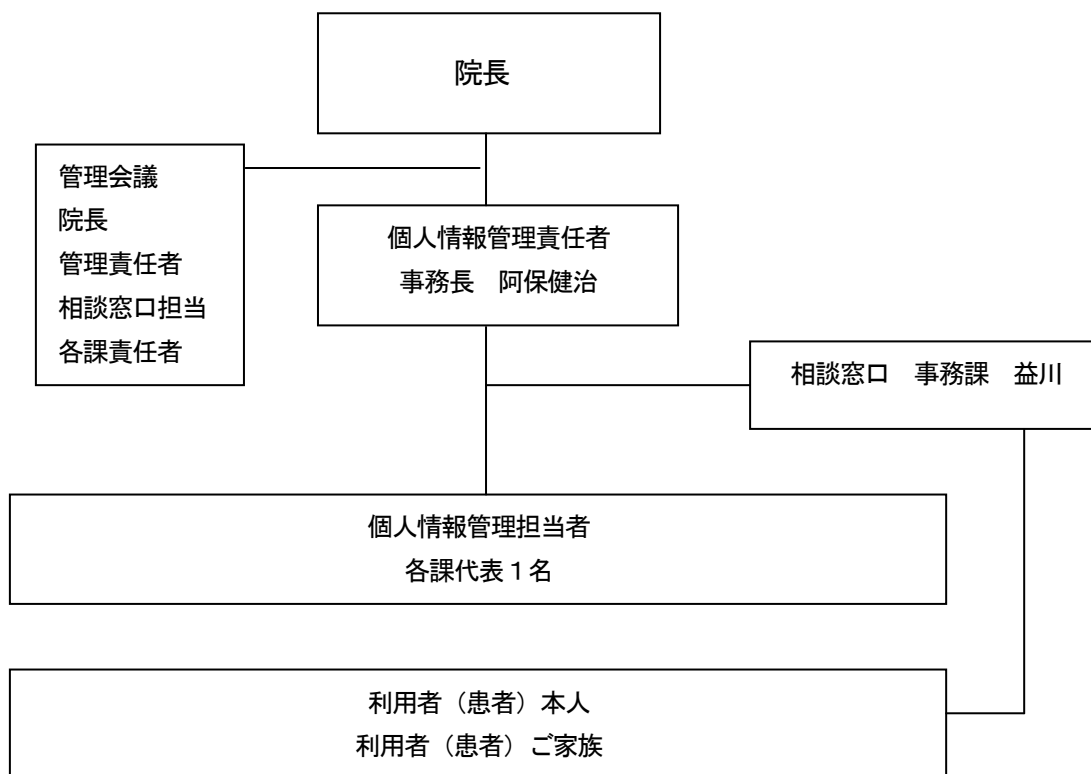 院長
管理会議
院長
管理責任者
相談窓口担当
各課責任者
個人情報管理責任者
事務長　阿保健治
相談窓口　事務課　益川
個人情報管理担当者
各課代表１名
利用者（患者）本人
利用者（患者）ご家族